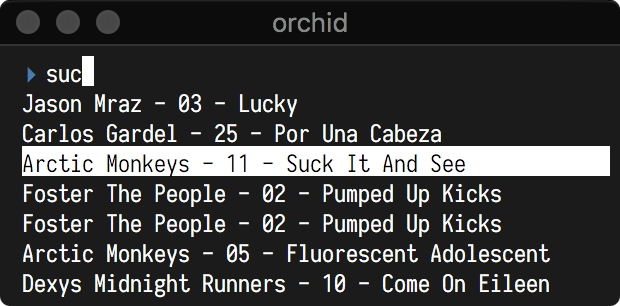 orchid
suc
Jason Mraz - 03 - Lucky
Carlos Gardel - 25 - Por Una Cabeza
Arctic Monkeys - 11 - Suck It And See
Foster The People - 02 - Pumped Up Kicks
Foster The People - 02 - Pumped Up Kicks
Arctic Monkeys - 05 - Fluorescent Adolescent
Dexys Midnight Runners - 10 - Come On Eileen